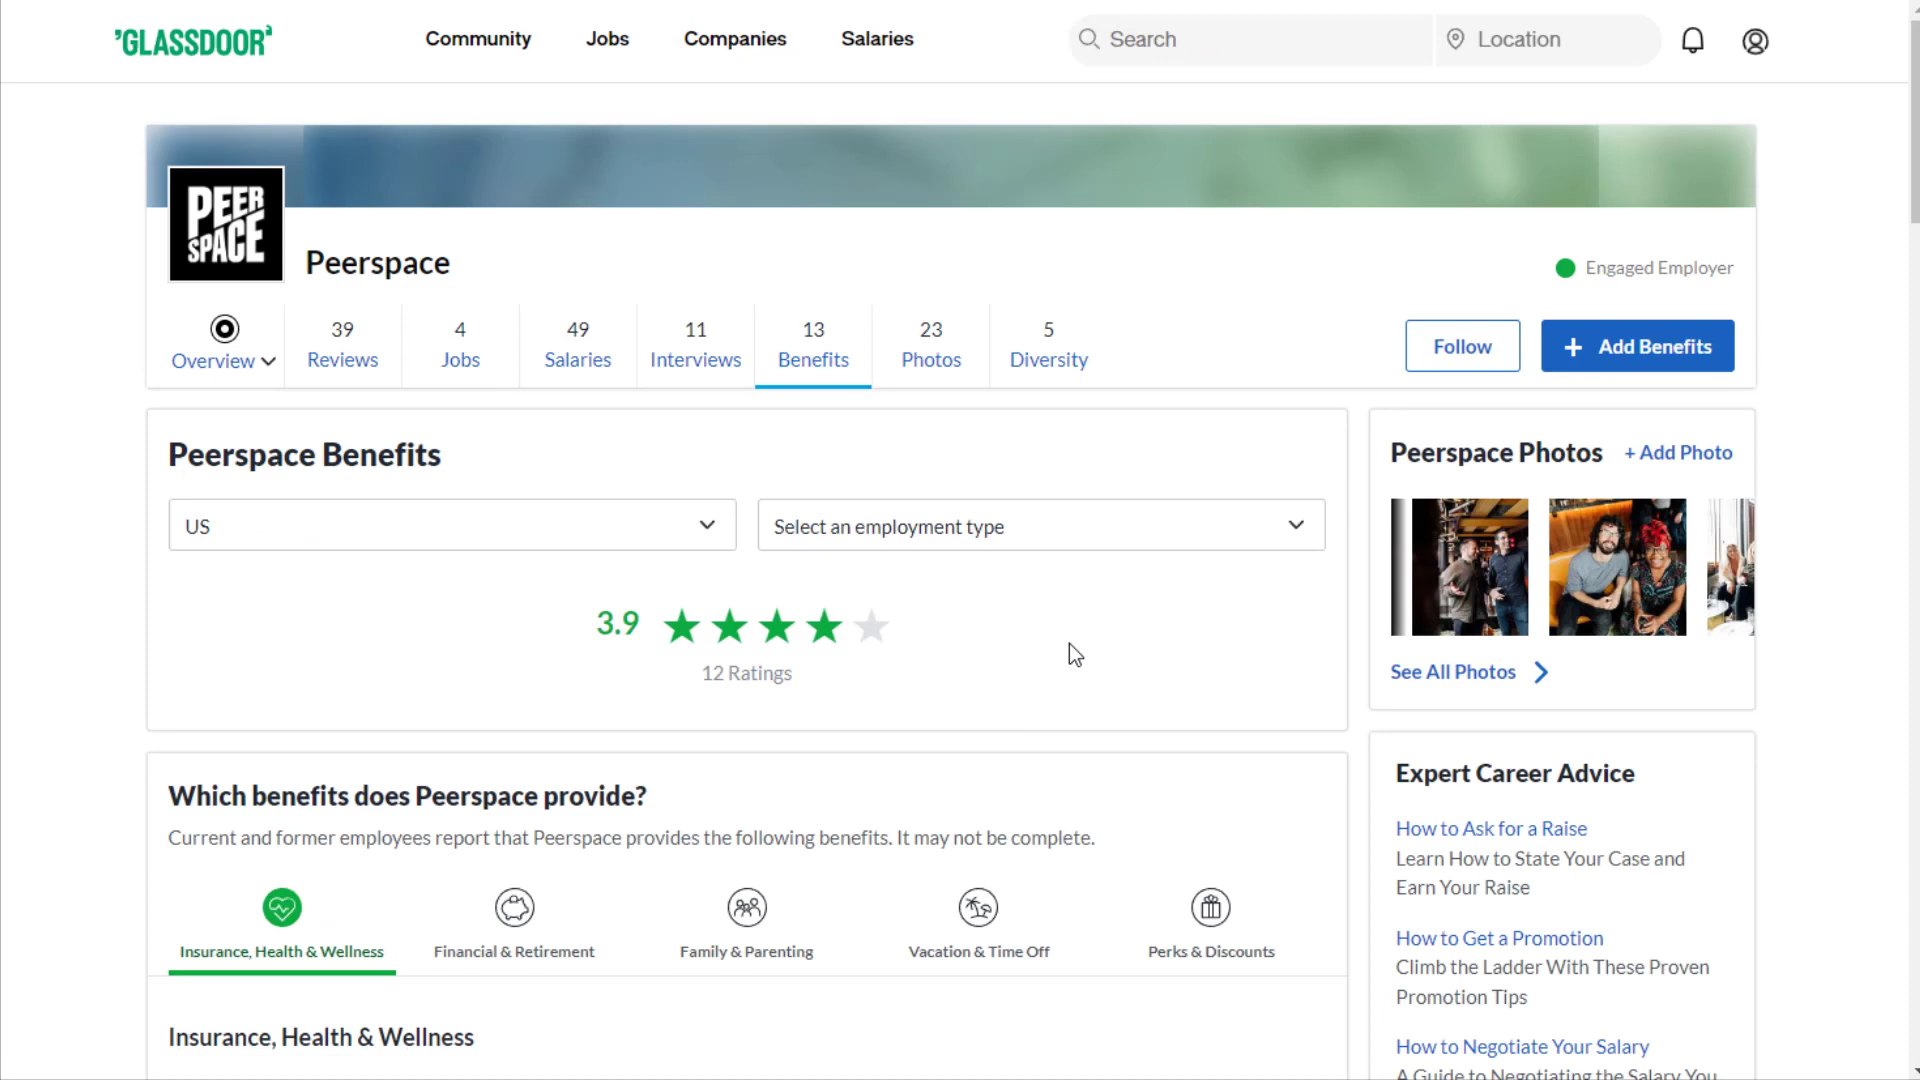 GLASSDOOR
Community
Jobs
Companies
Salaries
Search
Location
PEER
SPACE
Peerspace
Engaged Employer
Overview
39
Reviews
4
Jobs
49
Salaries
11
Interviews
13
Benefits
23
Photos
5
Diversity
Follow
+ Add Benefits
Peerspace Benefits
US
Select an employment type
3.9
12 Ratings
Peerspace Photos
+ Add Photo
See All Photos
Which benefits does Peerspace provide?
Current and former employees report that Peerspace provides the following benefits. It may not be complete.
Insurance, Health & Wellness
Financial & Retirement
Family & Parenting
Vacation & Time Off
Perks & Discounts
Insurance, Health & Wellness
Expert Career Advice
How to Ask for a Raise
Learn How to State Your Case and
Earn Your Raise
How to Get a Promotion
Climb the Ladder With These Proven
Promotion Tips
How to Negotiate Your Salary
A Guide to Negotiating the Salary You